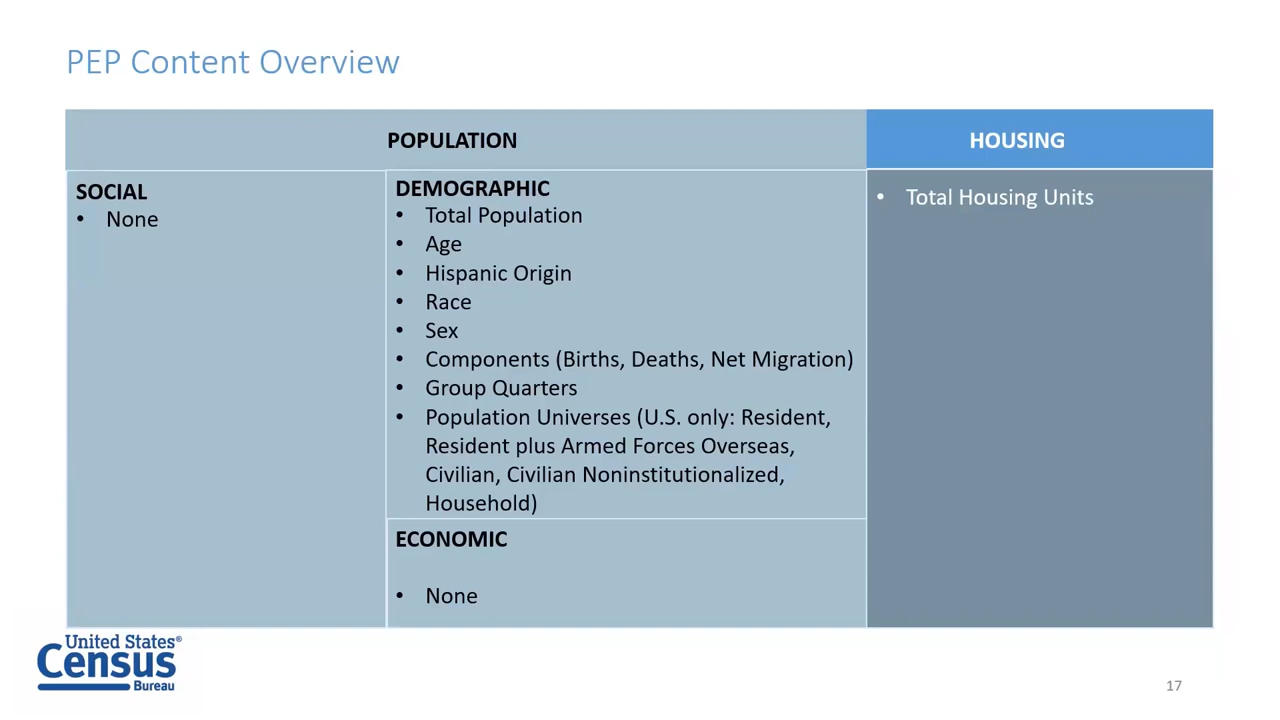 PEP Content Overview
POPULATION
HOUSING
SOCIAL
• None
DEMOGRAPHIC
• Total Population
• Age
• Hispanic Origin
• Race
• Sex
• Components (Births, Deaths, Net Migration)
• Group Quarters
• Population Universes (U.S. only: Resident,
Resident plus Armed Forces Overseas,
Civilian, Civilian Noninstitutionalized,
Household)
ECONOMIC
• None
• Total Housing Units
United States®
Census
Bureau
17